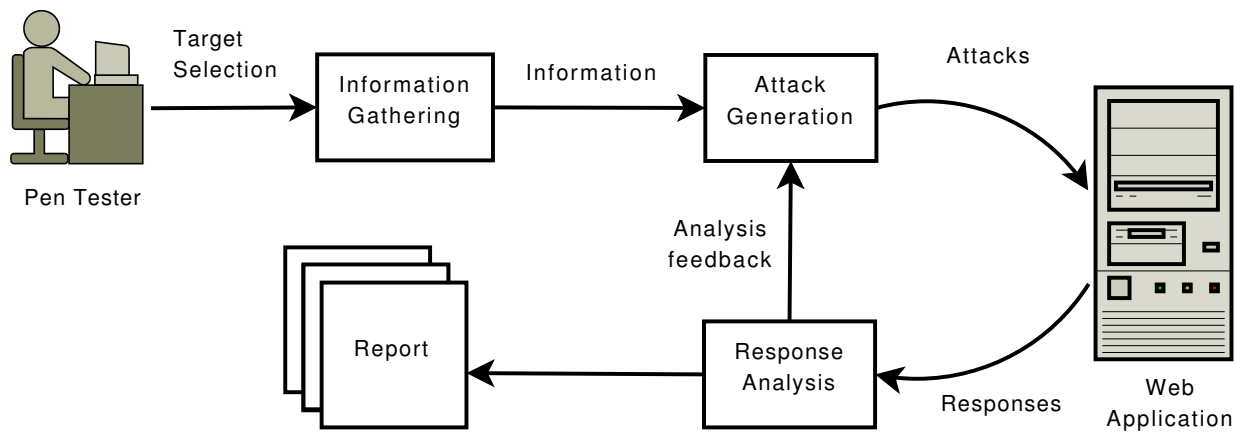 Target
Selection
Information
Gathering
Information
Attack
Generation
Attacks
Pen Tester
Analysis
feedback
Report
Response
Analysis
Responses
Web
Application